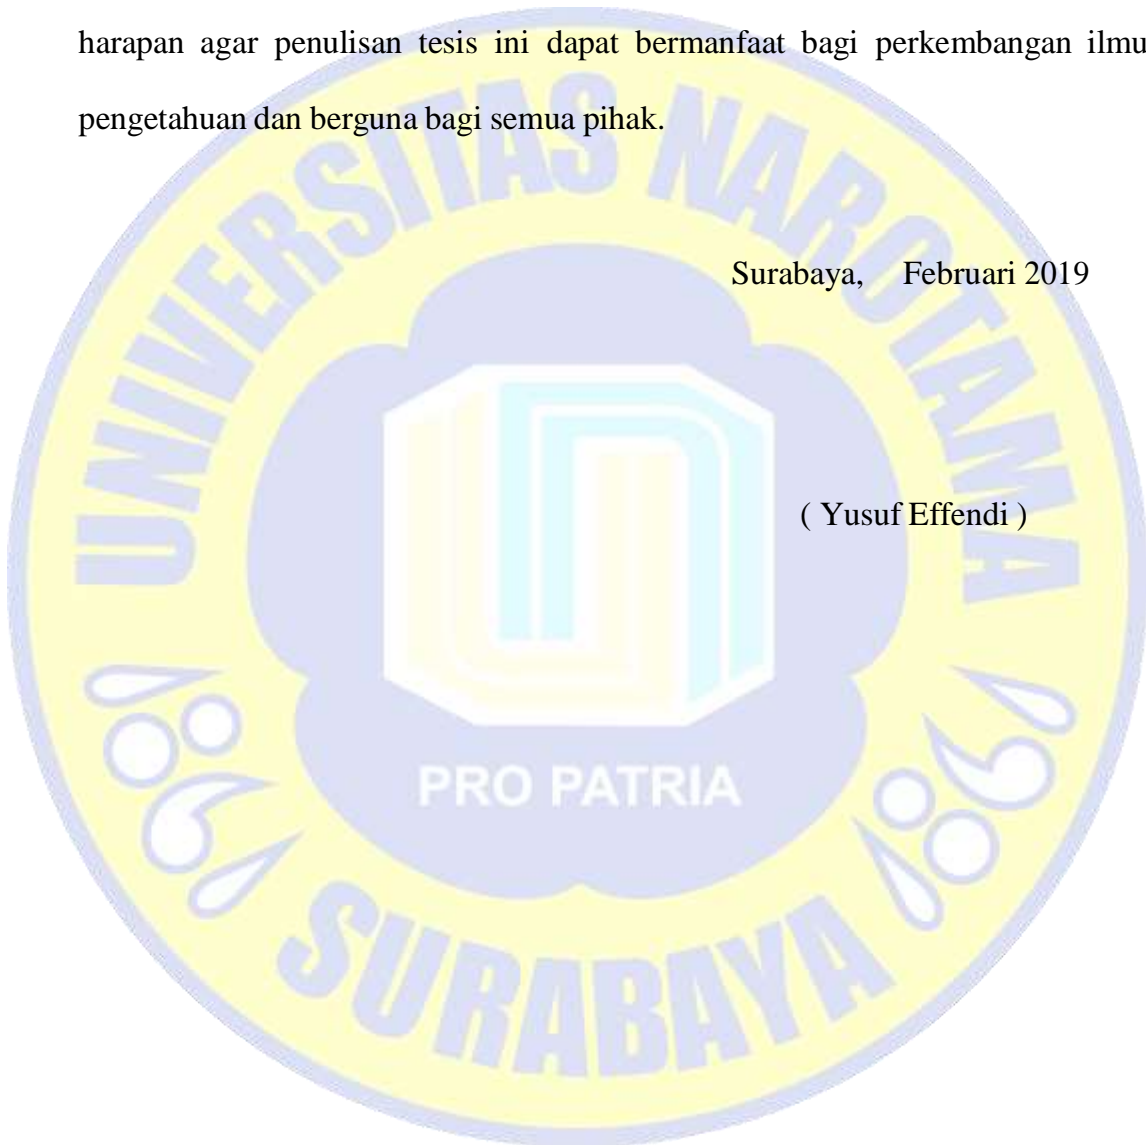 harapan agar penulisan tesis ini dapat bermanfaat bagi perkembangan ilmu
pengetahuan dan berguna bagi semua pihak.
UNIVERSITAS NAROTAMA
Surabaya, Februari 2019
( Yusuf Effendi )
PRO PATRIA
SURABAYA